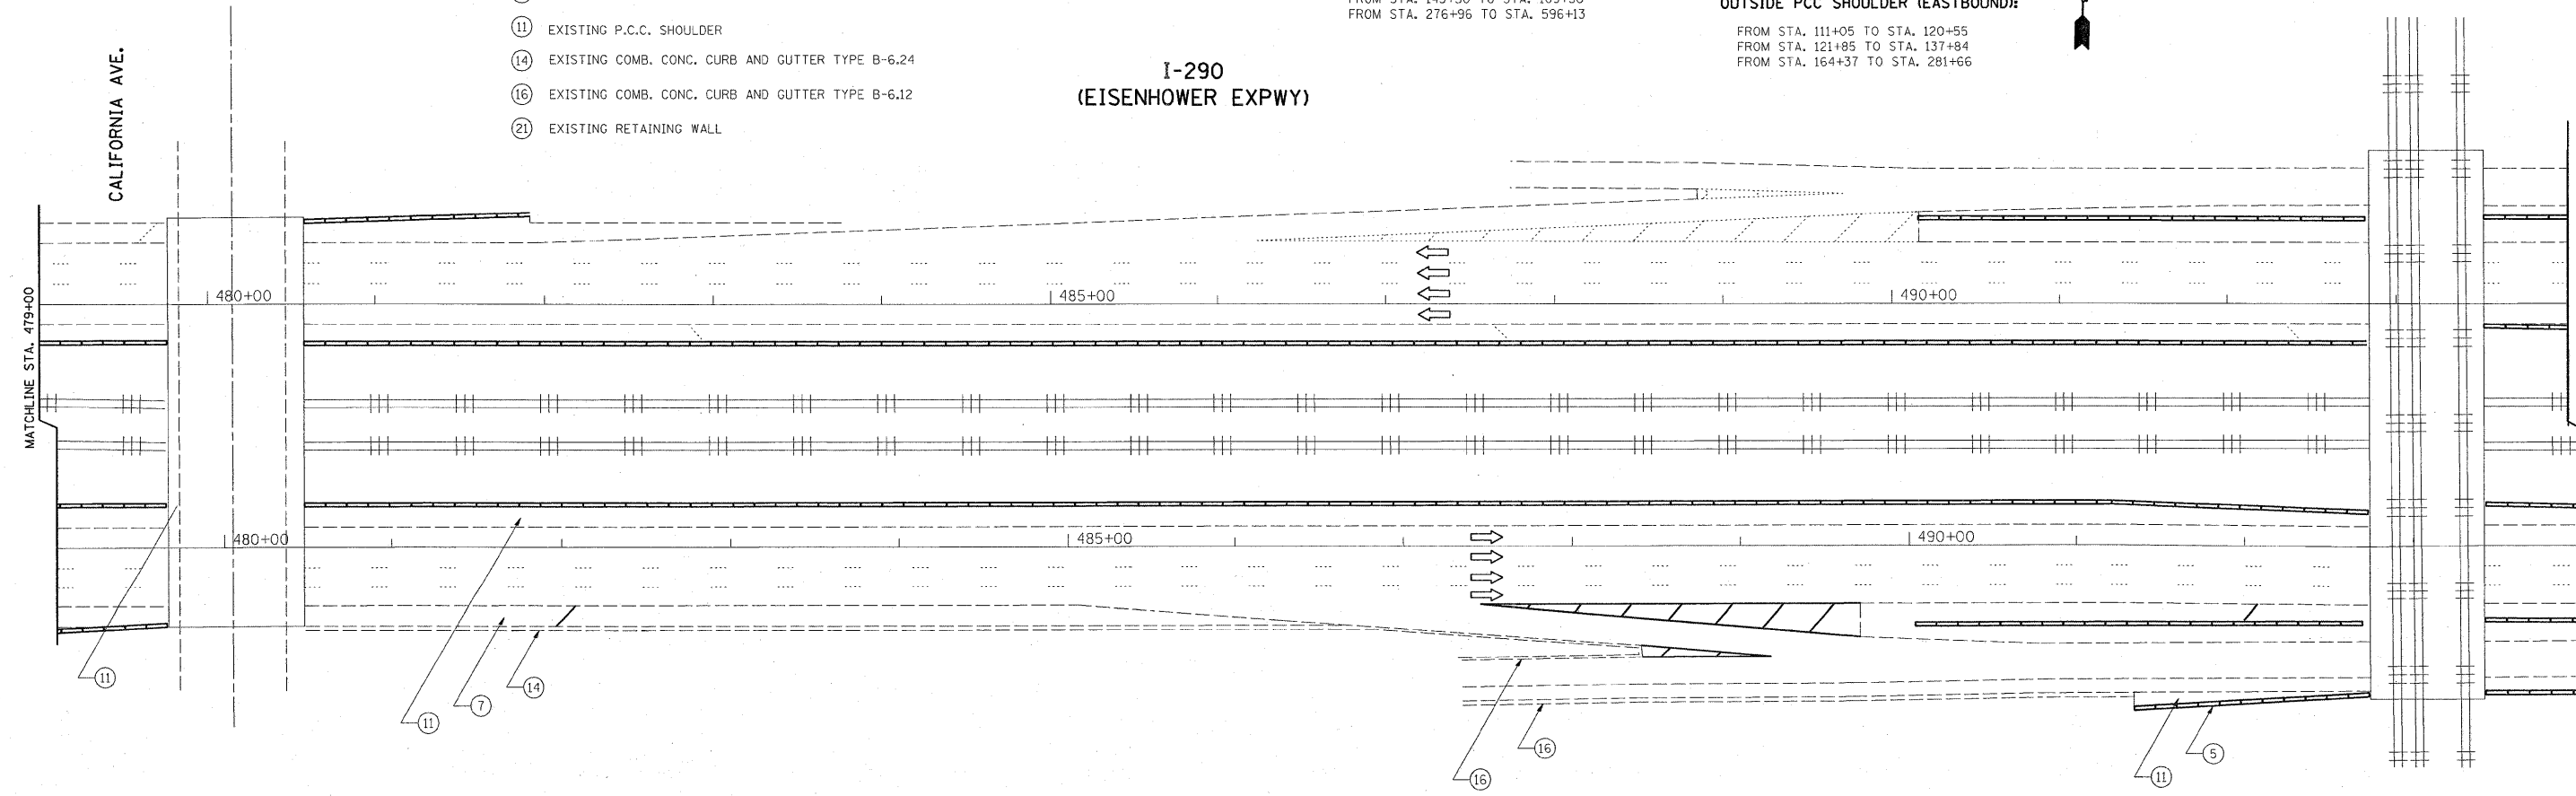 FROM STA. 276+96 TO STA. 596+13
OUTSIDE PCC SHOULDER (EASTBOUND):
FROM STA. 111+05 TO STA. 120+55
FROM STA. 121+85 TO STA. 137+84
FROM STA. 164+37 TO STA. 281+66
11 EXISTING P.C.C. SHOULDER
14 EXISTING COMB. CONC. CURB AND GUTTER TYPE B-6.24
16 EXISTING COMB. CONC. CURB AND GUTTER TYPE B-6.12
21 EXISTING RETAINING WALL
I-290
(EISENHOWER EXPWY)
CALIFORNIA AVE.
MATCHLINE STA. 479+00
480+00
485+00
490+00
480+00
485+00
490+00
11
11
7
14
16
16
11
5